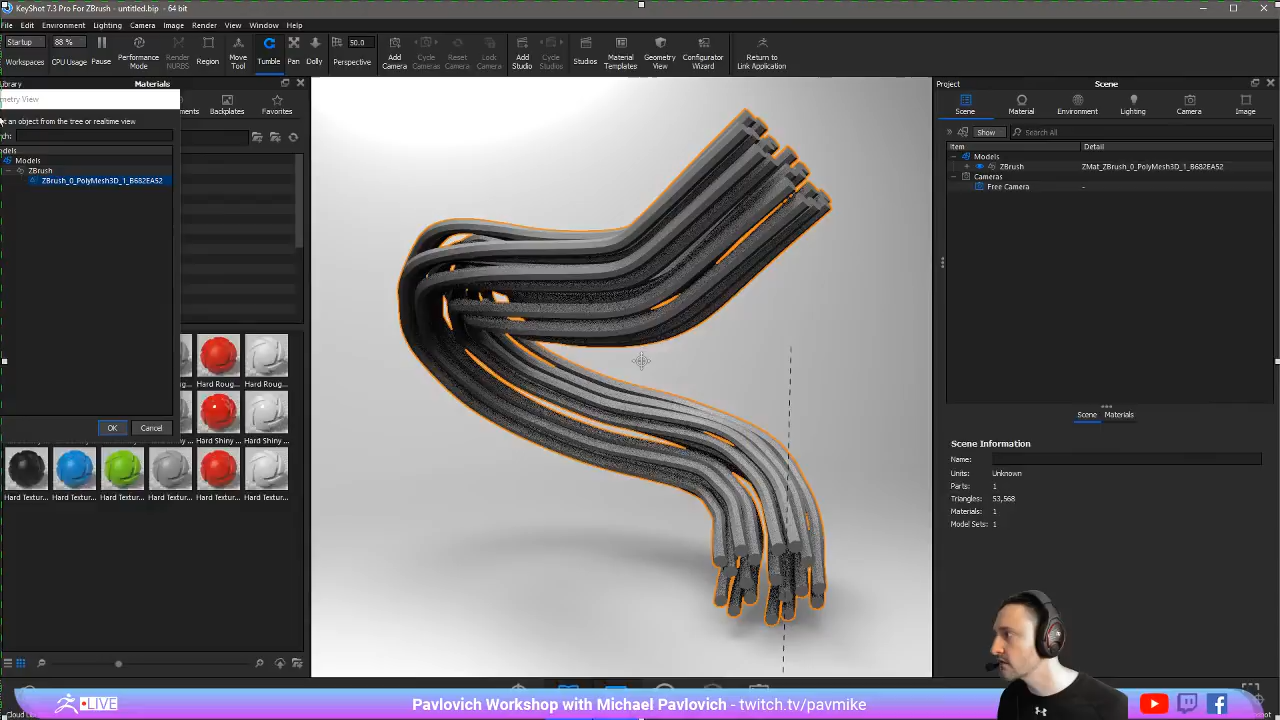 KeyShot 7.3 Pro For ZBrush - untitled.bip - 64 bit
Edit Environment Lighting Camera Image Render View Window Help
Startup 88 % 50.0
Workspaces CPU Usage Pause Performance Mode Render NURBS Region Move Tool Tumble Pan Dolly Perspective Add Camera Cycle Cameras Reset Camera Lock Camera Add Studio Cycle Studios Studios Material Templates Geometry View Configurator Wizard Return to Link Application
Library Materials
Project Scene
metry View
ct an object from the tree or realtime view
Models
ZBrush
ZBrush_0_PolyMesh3D_1_B682EA52
OK Cancel
Backplates Favorites
Hard Roug... Hard Roug...
Hard Shiny ... Hard Shiny ...
Hard Textur... Hard Textur... Hard Textur... Hard Textur... Hard Textur... Hard Textur...
Scene Material Environment Lighting Camera Image
Show Search All
Item Detail
Models
ZBrush ZMat_ZBrush_0_PolyMesh3D_1_B682EA52
Cameras
Free Camera -
Scene Materials
Scene Information
Name:
Units: Unknown
Parts: 1
Triangles: 53,568
Materials: 1
Model Sets: 1
LIVE
Pavlovich Workshop with Michael Pavlovich - twitch.tv/pavmike